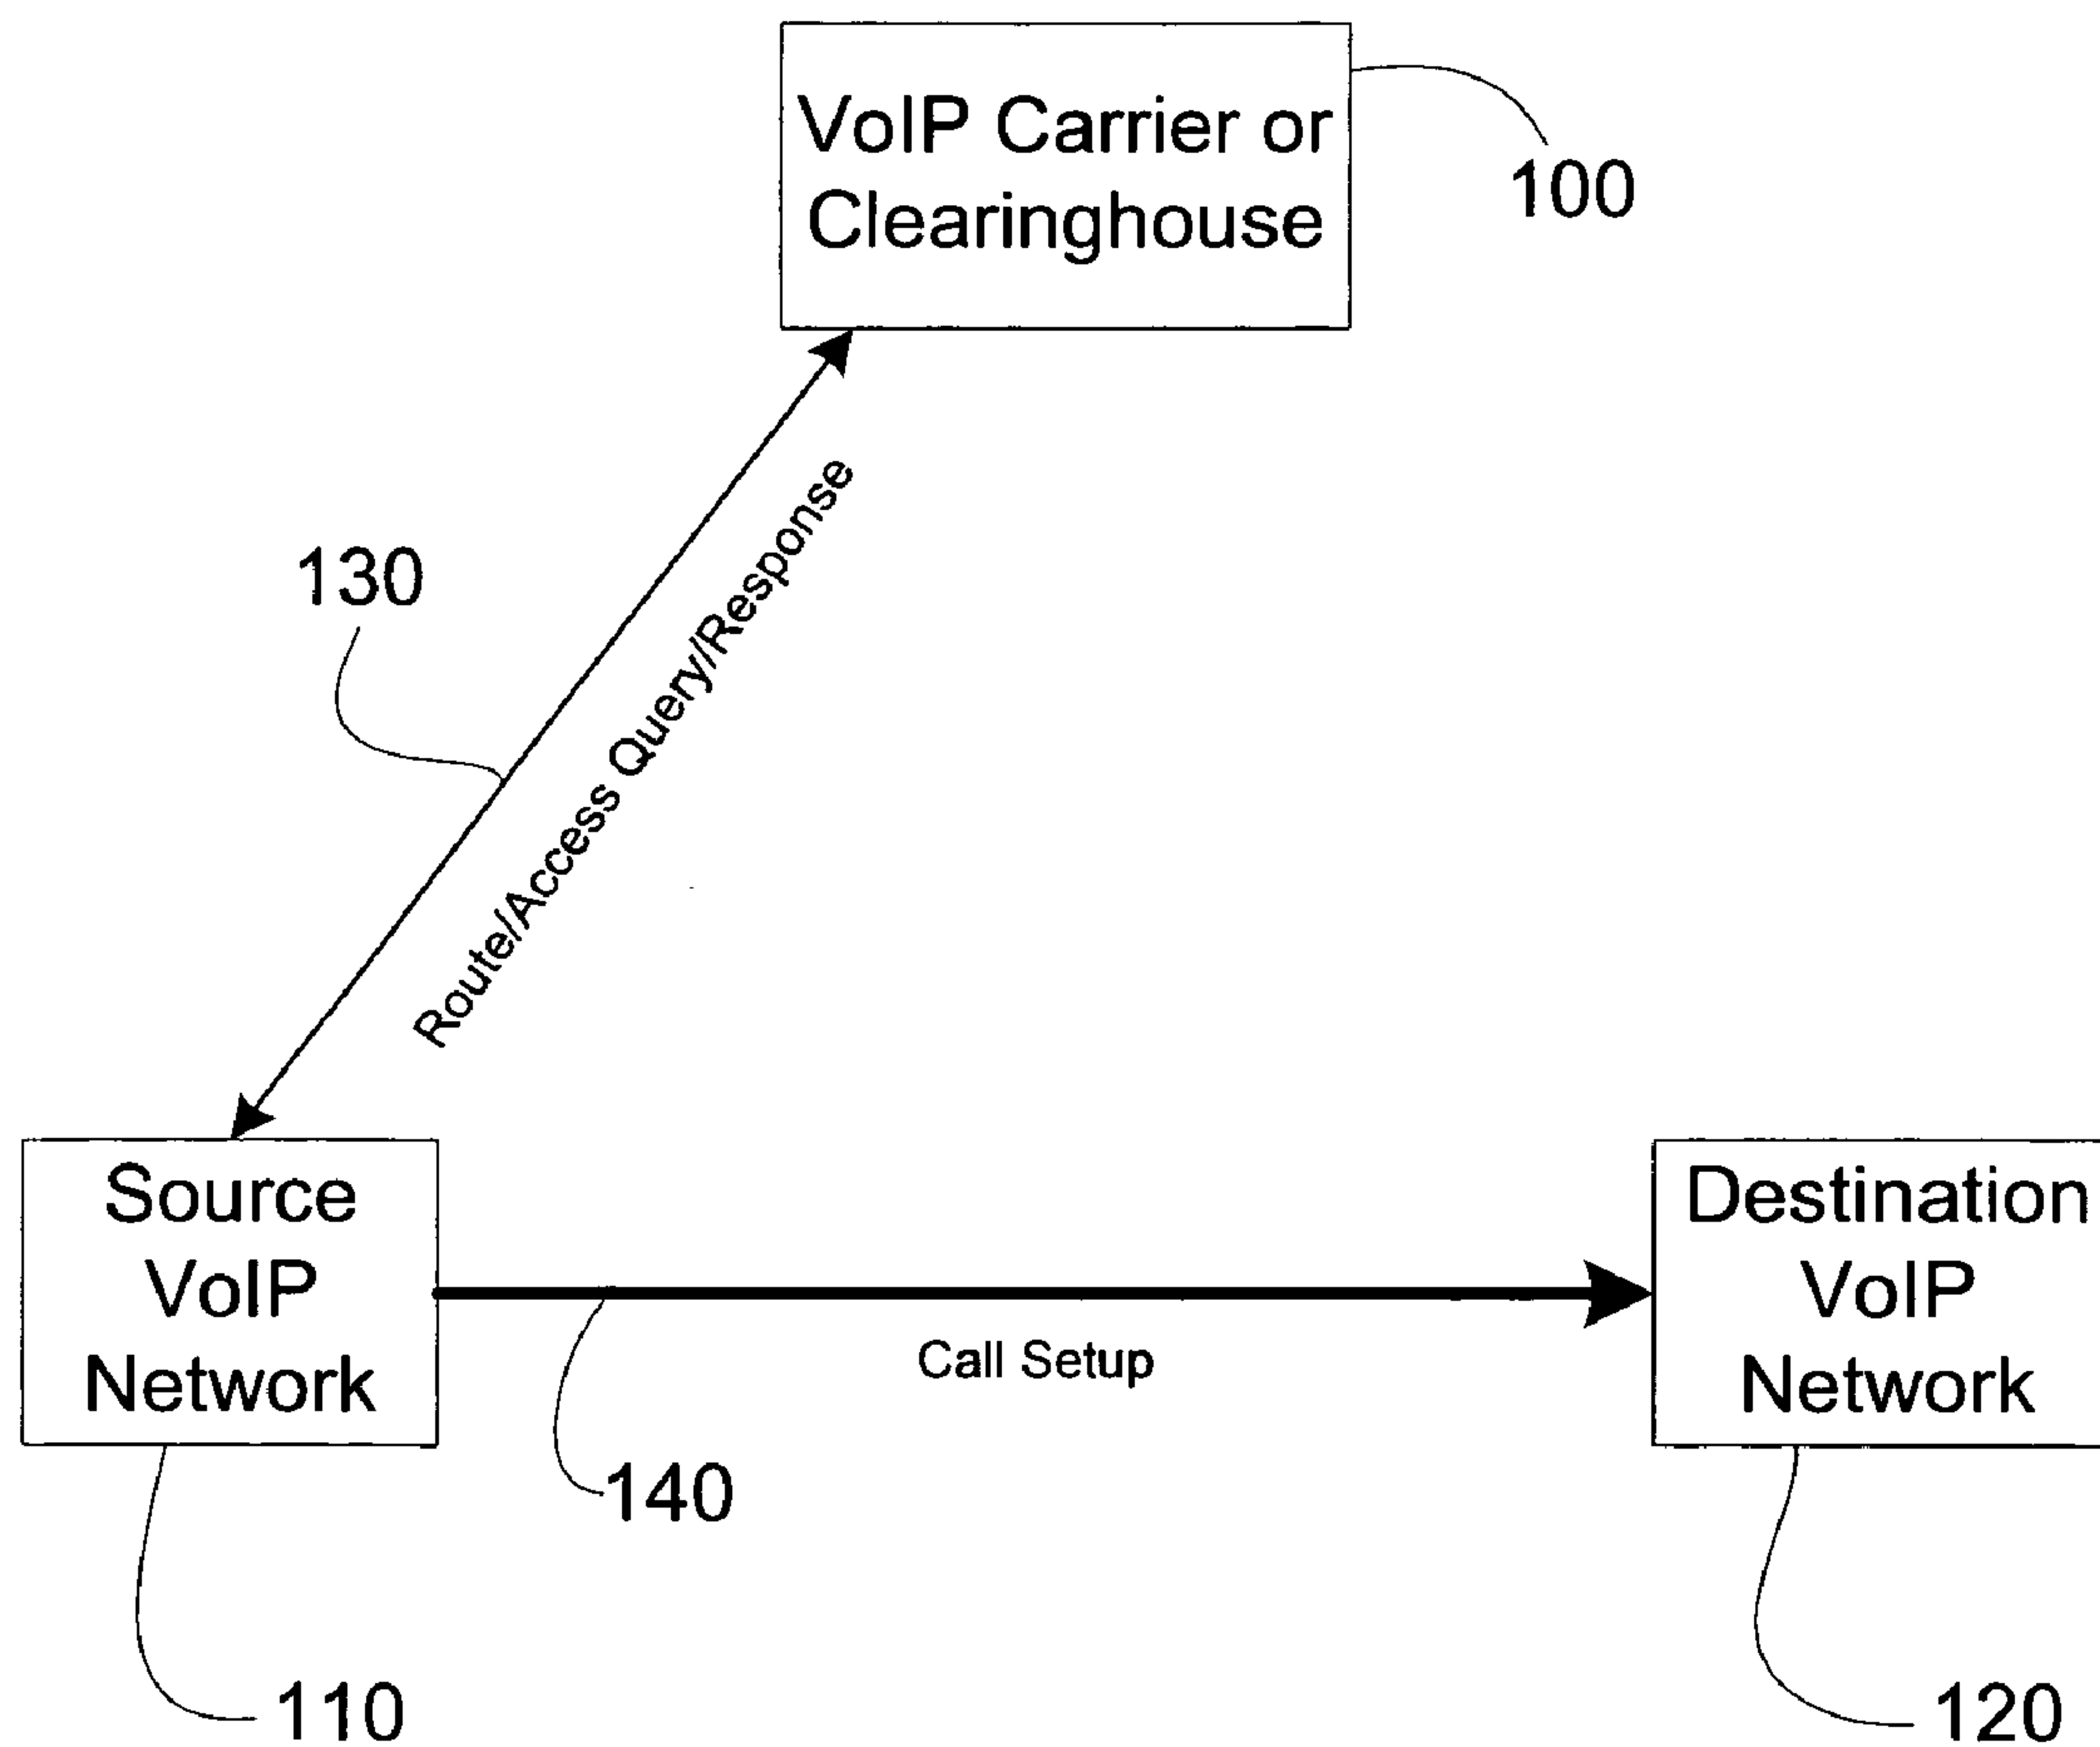 VoIP Carrier or
Clearinghouse
100
130
Route/Access Query/Response
Source
VoIP
Network
Destination
VoIP
Network
Call Setup
140
110
120